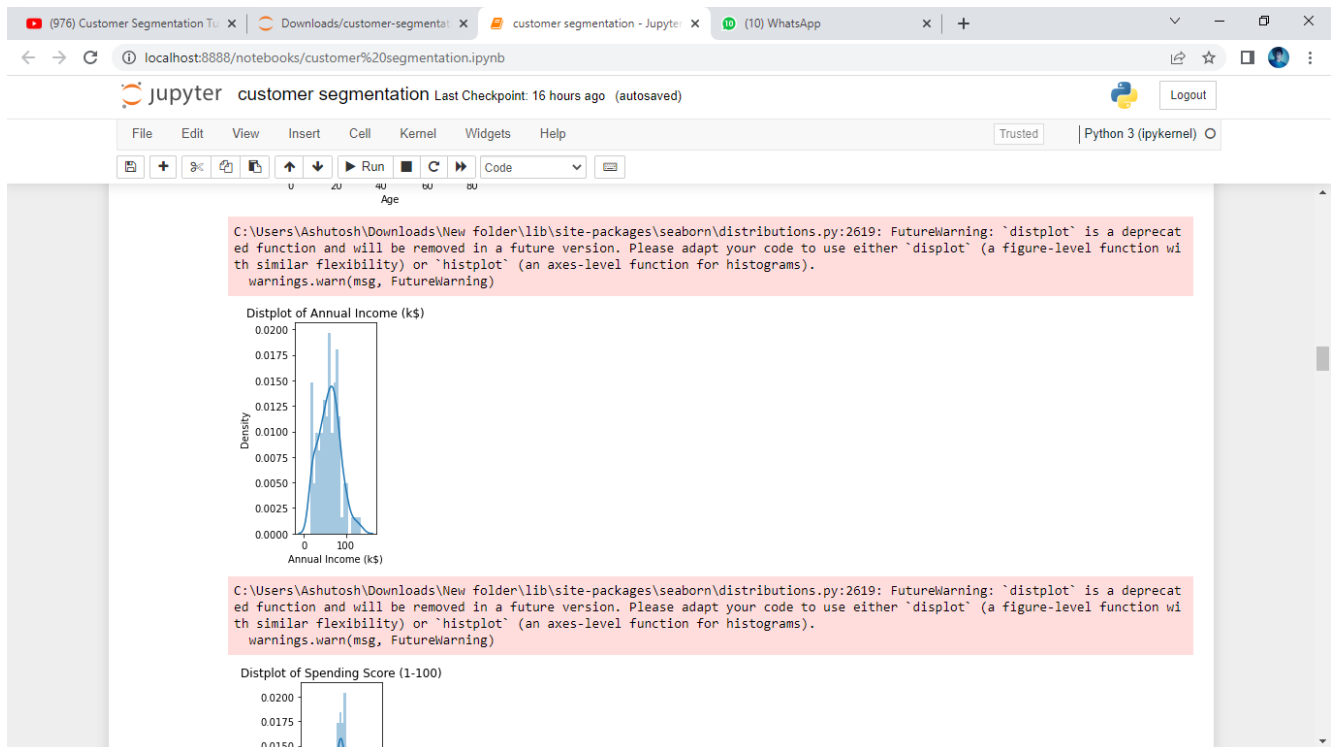 (976) Customer Segmentation Tu
Downloads/customer-segmentat
customer segmentation - Jupyter
(10) WhatsApp
localhost:8888/notebooks/customer%20segmentation.ipynb
jupyter customer segmentation Last Checkpoint: 16 hours ago (autosaved)
Logout
File Edit View Insert Cell Kernel Widgets Help
Trusted
Python 3 (ipykernel)
Run
Code
0 20 40 60 80
Age
C:\Users\Ashutosh\Downloads\New folder\lib\site-packages\seaborn\distributions.py:2619: FutureWarning: `distplot` is a deprecat
ed function and will be removed in a future version. Please adapt your code to use either `displot` (a figure-level function wi
th similar flexibility) or `histplot` (an axes-level function for histograms).
warnings.warn(msg, FutureWarning)
Distplot of Annual Income (k$)
0.0200
0.0175
0.0150
0.0125
0.0100
0.0075
0.0050
0.0025
0.0000
Density
0 100
Annual Income (k$)
C:\Users\Ashutosh\Downloads\New folder\lib\site-packages\seaborn\distributions.py:2619: FutureWarning: `distplot` is a deprecat
ed function and will be removed in a future version. Please adapt your code to use either `displot` (a figure-level function wi
th similar flexibility) or `histplot` (an axes-level function for histograms).
warnings.warn(msg, FutureWarning)
Distplot of Spending Score (1-100)
0.0200
0.0175
0.0150